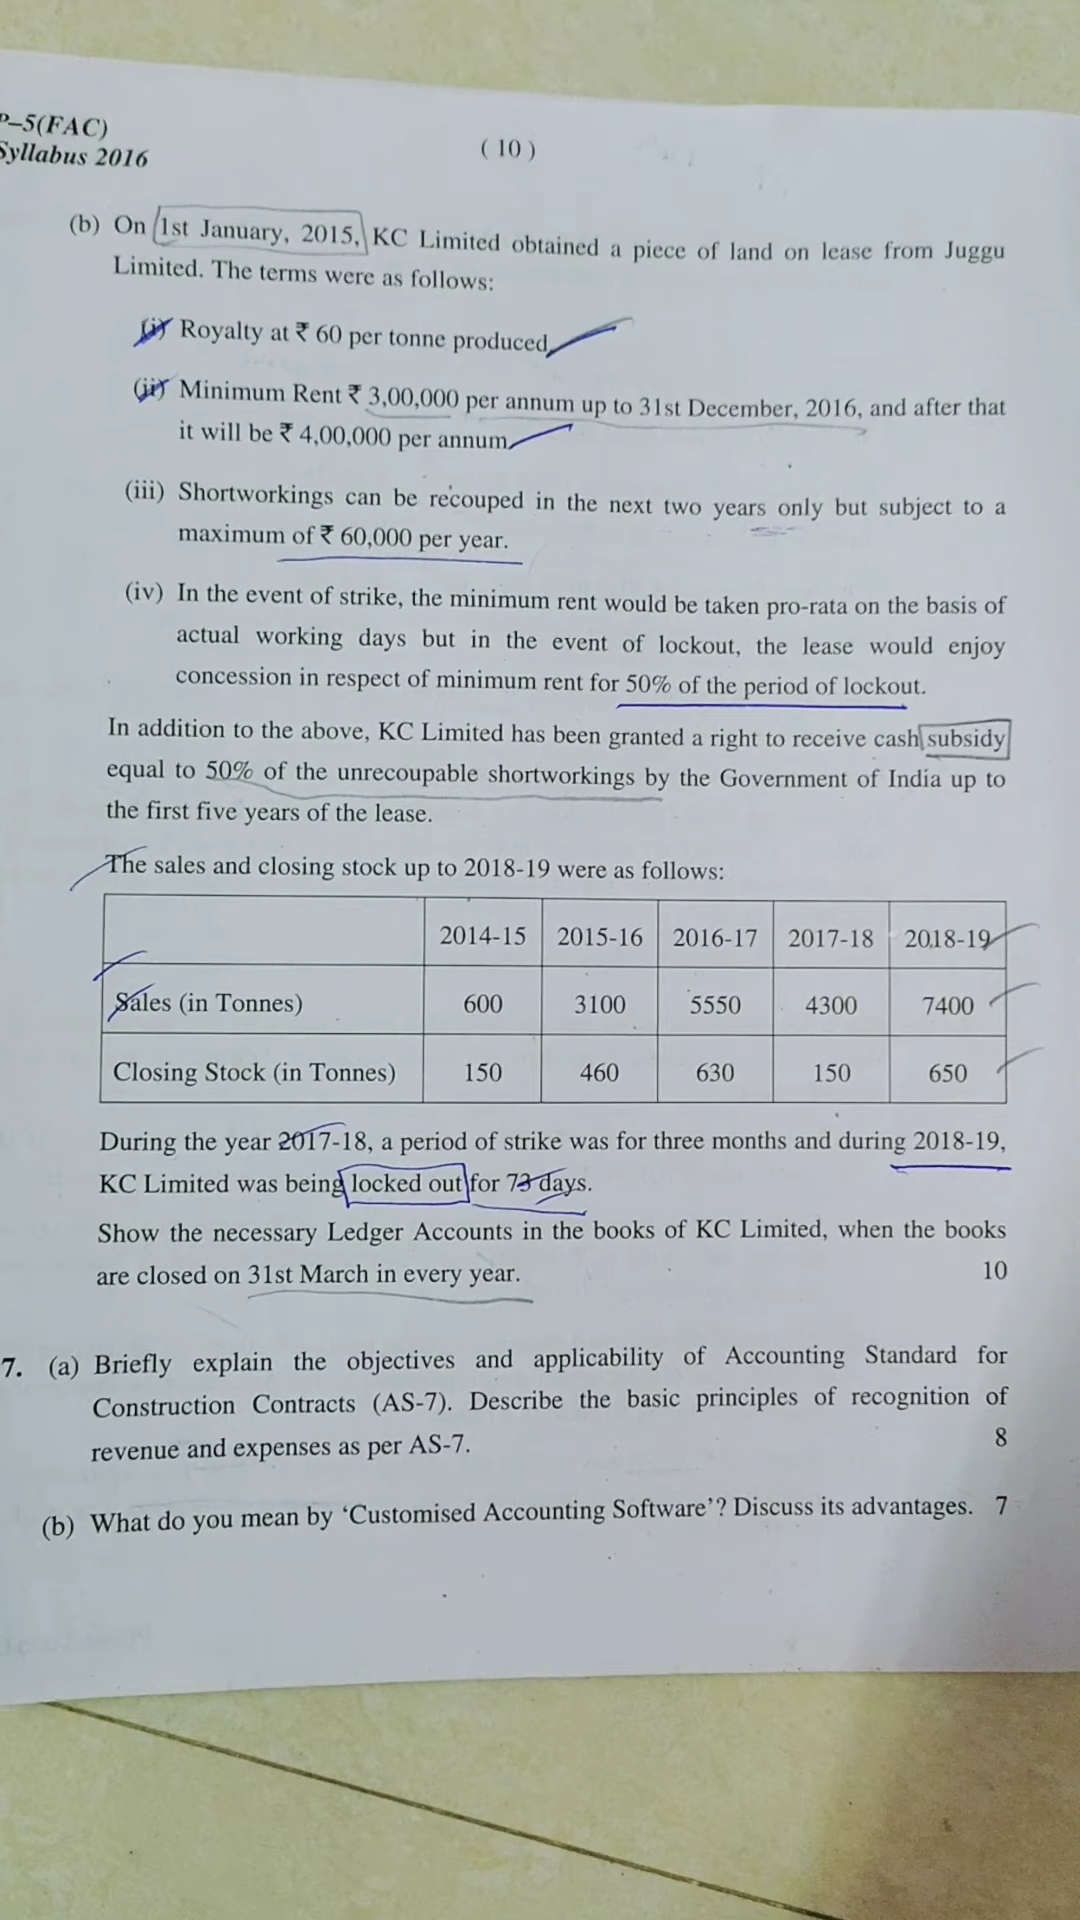 P–5(FAC)
Syllabus 2016
( 10 )
(b) On 1st January, 2015, KC Limited obtained a piece of land on lease from Juggu
Limited. The terms were as follows:
(i) Royalty at ₹ 60 per tonne produced
(ii) Minimum Rent ₹ 3,00,000 per annum up to 31st December, 2016, and after that
it will be ₹ 4,00,000 per annum
(iii) Shortworkings can be recouped in the next two years only but subject to a
maximum of ₹ 60,000 per year.
(iv) In the event of strike, the minimum rent would be taken pro-rata on the basis of
actual working days but in the event of lockout, the lease would enjoy
concession in respect of minimum rent for 50% of the period of lockout.
In addition to the above, KC Limited has been granted a right to receive cash subsidy
equal to 50% of the unrecoupable shortworkings by the Government of India up to
the first five years of the lease.
The sales and closing stock up to 2018-19 were as follows:
2014-15 2015-16 2016-17 2017-18 2018-19
Sales (in Tonnes) 600 3100 5550 4300 7400
Closing Stock (in Tonnes) 150 460 630 150 650
During the year 2017-18, a period of strike was for three months and during 2018-19,
KC Limited was being locked out for 73 days.
Show the necessary Ledger Accounts in the books of KC Limited, when the books
are closed on 31st March in every year. 10
7. (a) Briefly explain the objectives and applicability of Accounting Standard for
Construction Contracts (AS-7). Describe the basic principles of recognition of
revenue and expenses as per AS-7. 8
(b) What do you mean by ‘Customised Accounting Software’? Discuss its advantages. 7